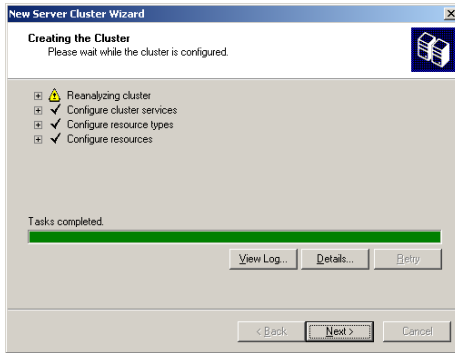 New Server Cluster Wizard
Creating the Cluster
Please wait while the cluster is configured.
Reanalyzing cluster
Configure cluster services
Configure resource types
Configure resources
Tasks completed.
View Log... Details... Retry
< Back Next > Cancel